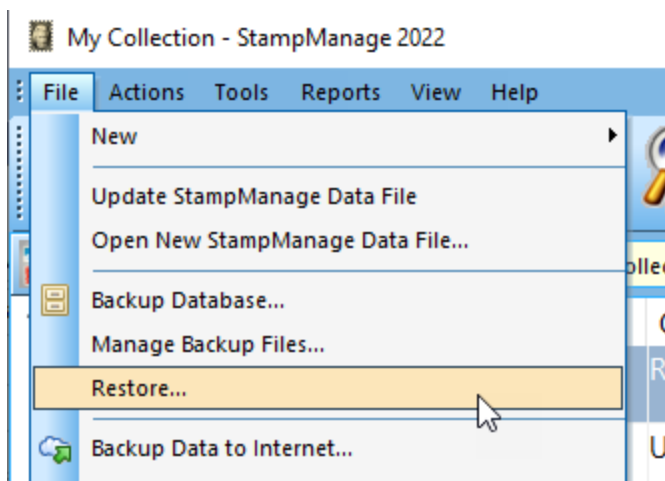 My Collection - StampManage 2022
File Actions Tools Reports View Help
New
Update StampManage Data File
Open New StampManage Data File...
Backup Database...
Manage Backup Files...
Restore...
Backup Data to Internet...